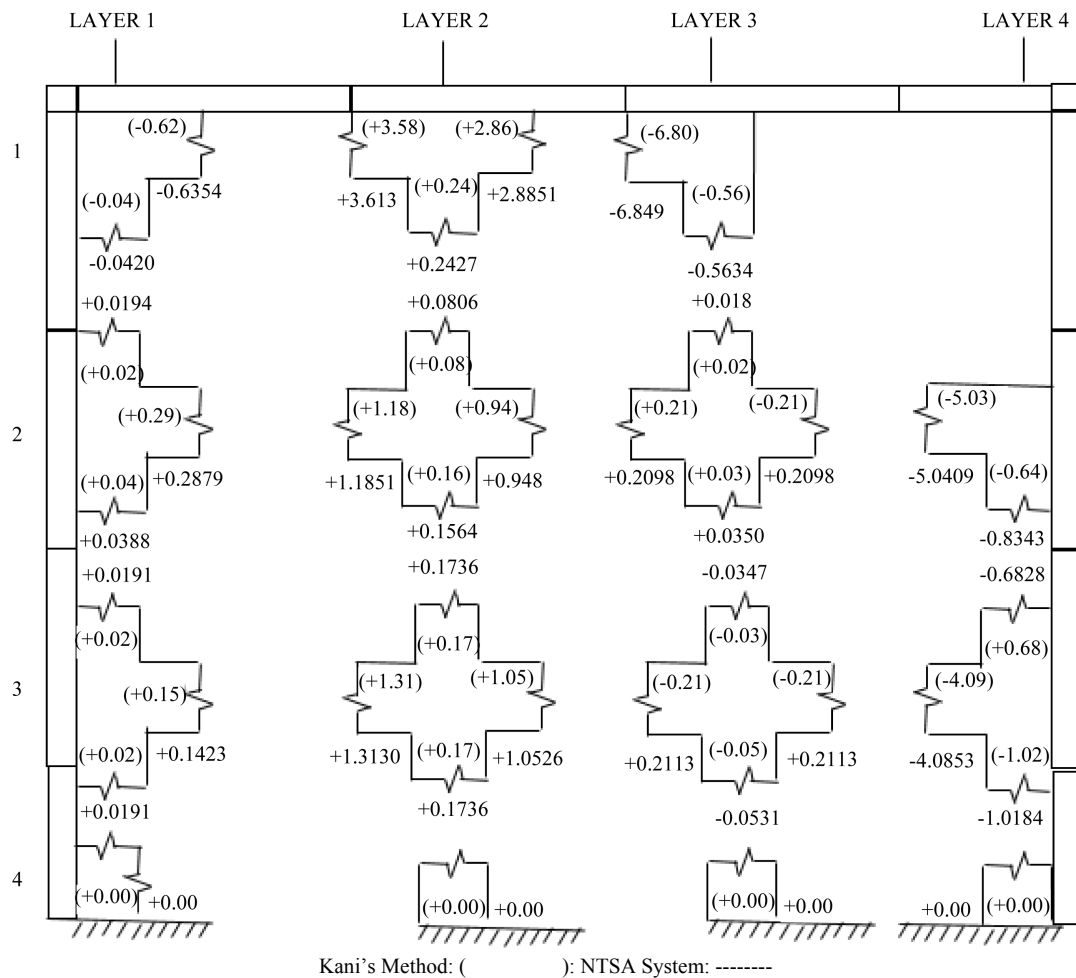 LAYER 1 LAYER 2 LAYER 3 LAYER 4
(-0.62) (+3.58) (+2.86) (-6.80)
1
(-0.04) -0.6354 (+0.24) (-0.56)
+3.613 +2.8851 -6.849
-0.0420 +0.2427 -0.5634
+0.0194 +0.0806 +0.018
(+0.02) (+0.08) (+0.02)
(+0.29) (+1.18) (+0.94) (+0.21) (-0.21) (-5.03)
2
(+0.04) +0.2879 +1.1851 (+0.16) +0.948 +0.2098 (+0.03) +0.2098 -5.0409 (-0.64)
+0.0388 +0.1564 +0.0350 -0.8343
+0.0191 +0.1736 -0.0347 -0.6828
(+0.02) (+0.17) (-0.03) (+0.68)
3
(+0.15) (+1.31) (+1.05) (-0.21) (-0.21) (-4.09)
(+0.02) +0.1423 +1.3130 (+0.17) +1.0526 +0.2113 (-0.05) +0.2113 -4.0853 (-1.02)
+0.0191 +0.1736 -0.0531 -1.0184
4
(+0.00) +0.00 (+0.00) +0.00 (+0.00) +0.00 +0.00 (+0.00)
Kani's Method: ( ): NTSA System: --------